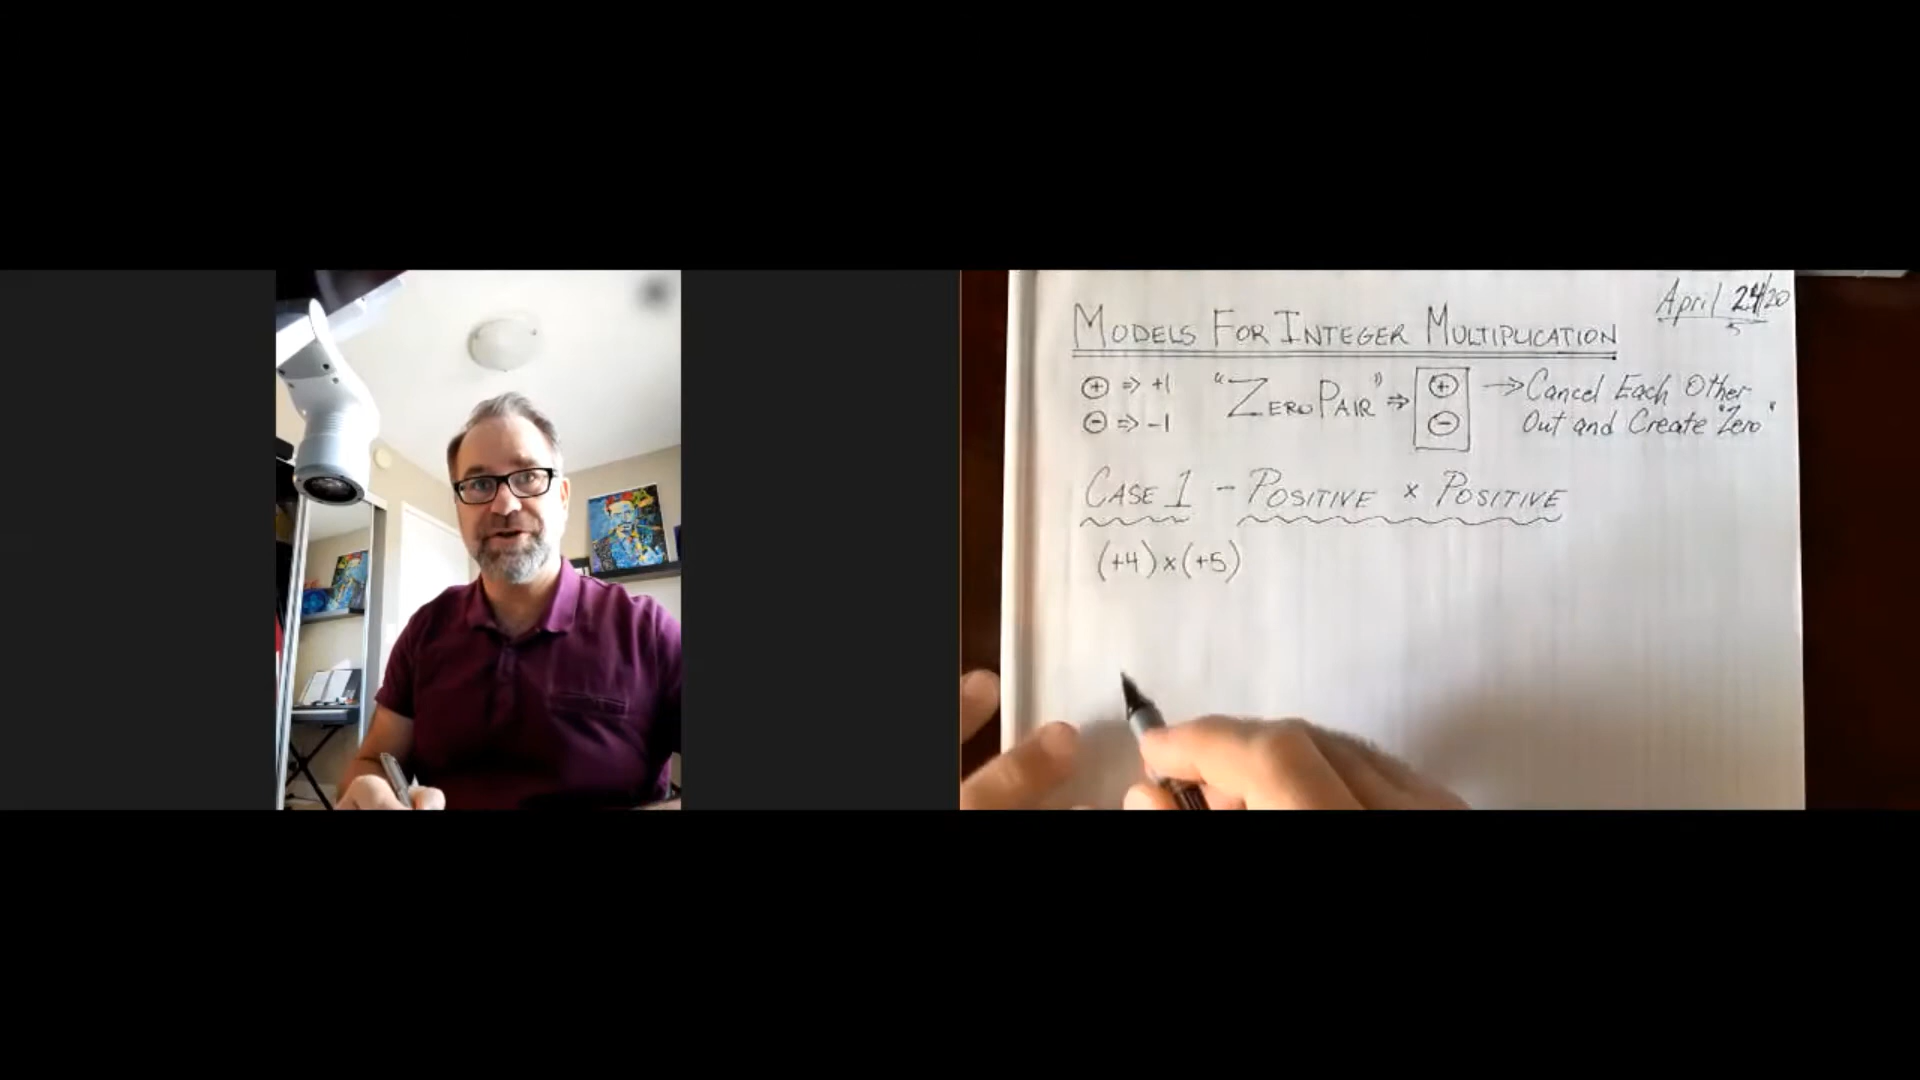 April 24/20
5
MODELS FOR INTEGER MULTIPLICATION
⊕ => +1 "ZERO PAIR" => ⊕ → Cancel Each Other
⊖ => -1 ⊖ Out and Create "Zero"
CASE 1 - POSITIVE × POSITIVE
(+4)×(+5)